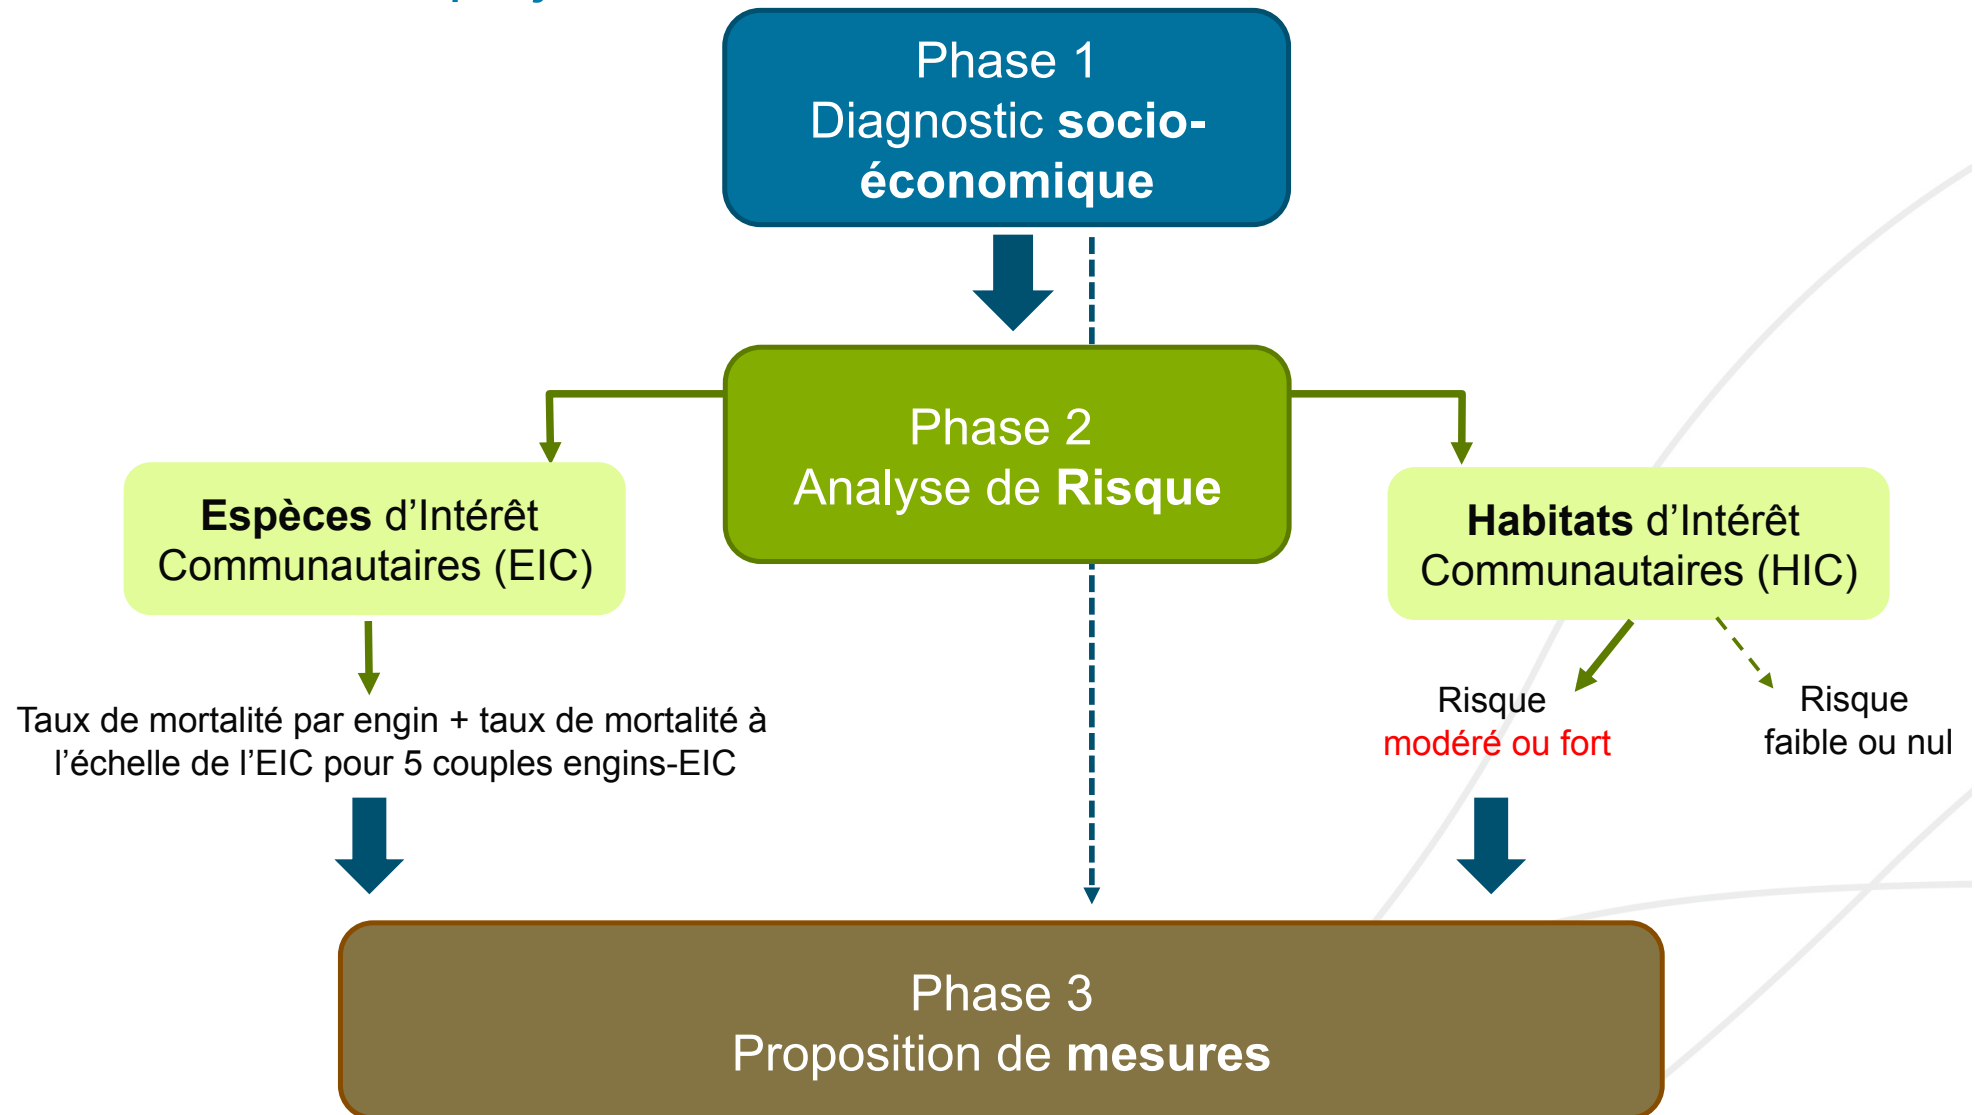 Phase 1
Diagnostic socio-
économique
Phase 2
Analyse de Risque
Espèces d’Intérêt
Communautaires (EIC)
Habitats d’Intérêt
Communautaires (HIC)
Taux de mortalité par engin + taux de mortalité à
l’échelle de l’EIC pour 5 couples engins-EIC
Risque
modéré ou fort
Risque
faible ou nul
Phase 3
Proposition de mesures